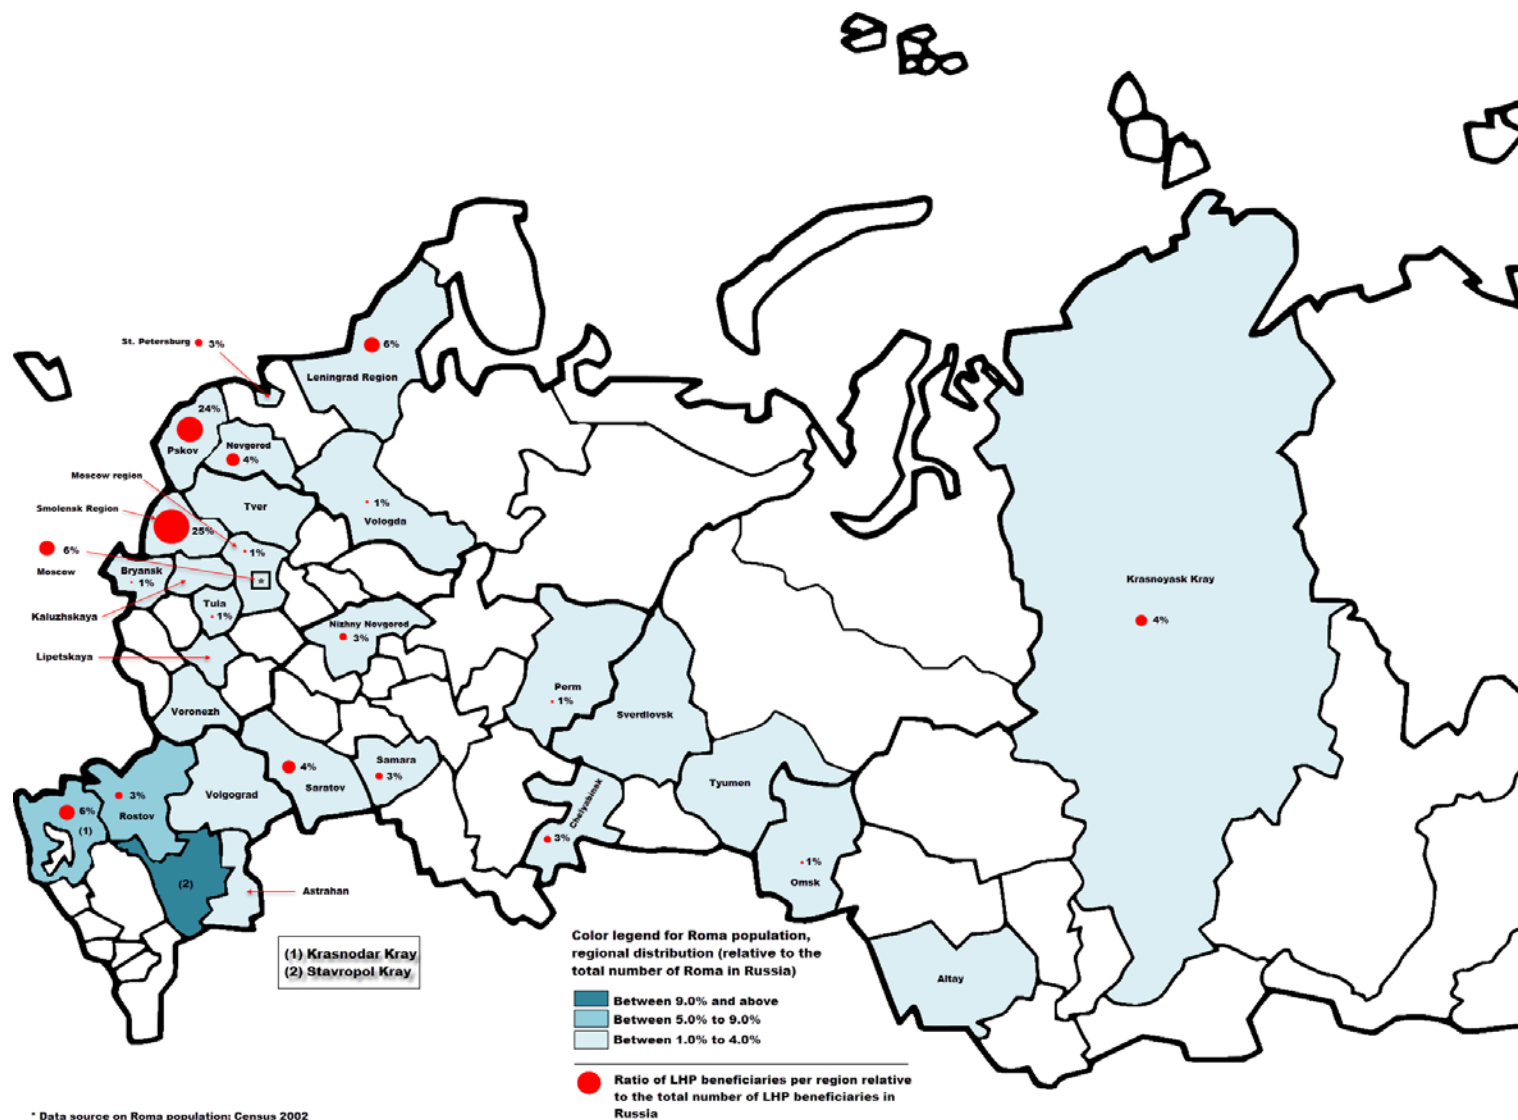 St. Petersburg
3%
6%
Leningrad Region
24%
Pskov
Novgorod
4%
Moscow region
Smolensk Region
25%
Tver
1%
Vologda
6%
Moscow
1%
*
Bryansk
1%
Kaluzhskaya
Tula
1%
Nizhny Novgorod
3%
Lipetskaya
Krasnoyask Kray
4%
Perm
1%
Voronezh
Sverdlovsk
4%
Saratov
Samara
3%
Tyumen
Volgograd
3%
Rostov
6%
(1)
Chelyabinsk
3%
1%
Omsk
(2)
Astrahan
(1) Krasnodar Kray
(2) Stavropol Kray
Altay
Color legend for Roma population,
regional distribution (relative to the
total number of Roma in Russia)
Between 9.0% and above
Between 5.0% to 9.0%
Between 1.0% to 4.0%
Ratio of LHP beneficiaries per region relative
to the total number of LHP beneficiaries in
Russia
* Data source on Roma population: Census 2002